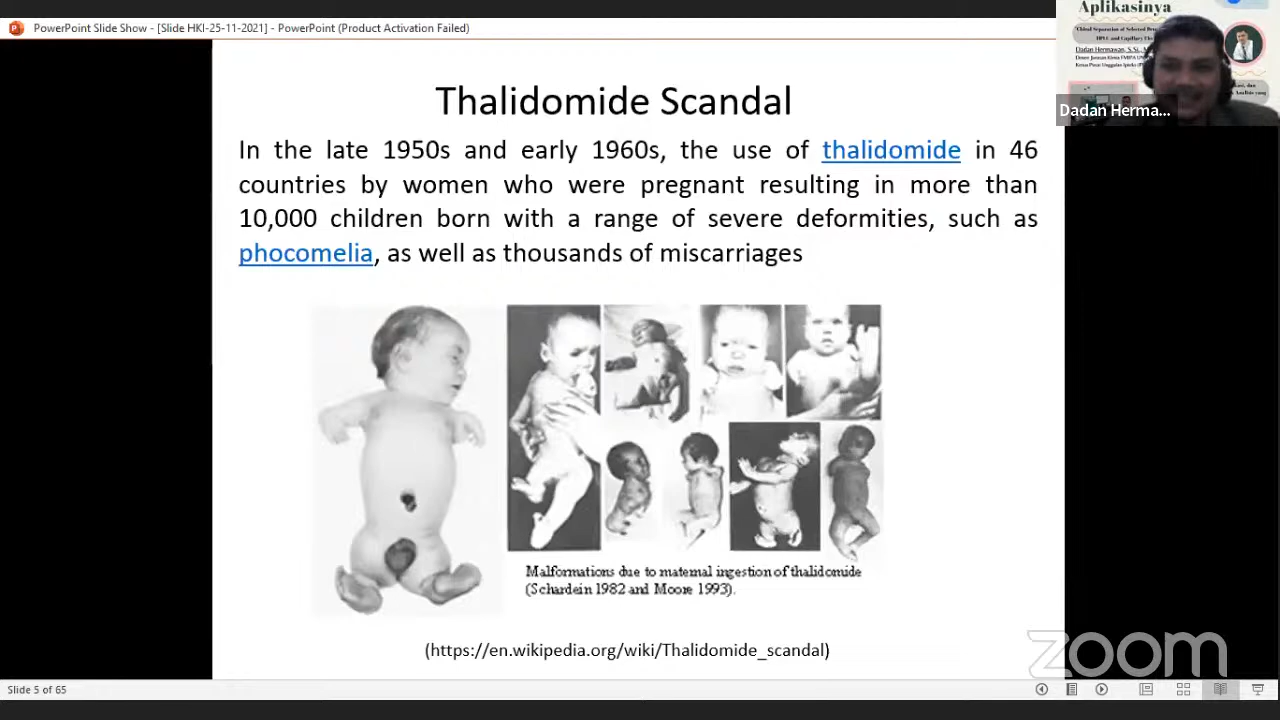 PowerPoint Slide Show - [Slide HKI-25-11-2021] - PowerPoint (Product Activation Failed)
Aplikasinya
Dadan Hermawan, S.Si.,
Dadan Herma...
Thalidomide Scandal
In the late 1950s and early 1960s, the use of thalidomide in 46
countries by women who were pregnant resulting in more than
10,000 children born with a range of severe deformities, such as
phocomelia, as well as thousands of miscarriages
Malformations due to maternal ingestion of thalidomide
(Schardein 1982 and Moore 1993).
(https://en.wikipedia.org/wiki/Thalidomide_scandal)
zoom
Slide 5 of 65